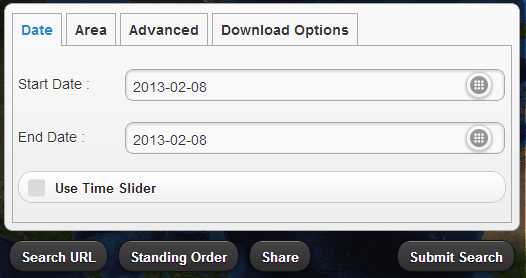 Date Area Advanced Download Options
Start Date : 2013-02-08
End Date : 2013-02-08
Use Time Slider
Search URL Standing Order Share Submit Search